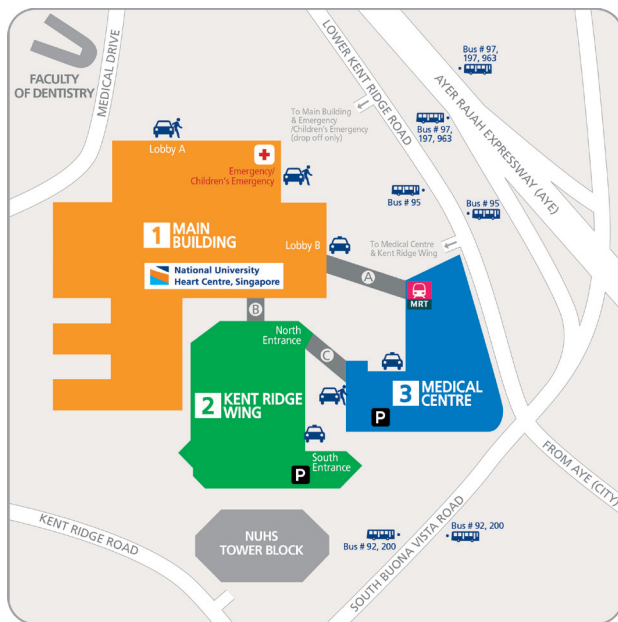 FACULTY
OF DENTISTRY
MEDICAL DRIVE
LOWER KENT RIDGE ROAD
Bus # 97,
197, 963
AYER RAJAH EXPRESSWAY (AYE)
To Main Building
& Emergency
/Children's Emergency
(drop off only)
Bus # 97,
197, 963
Lobby A
Emergency/
Children's Emergency
Bus # 95
Bus # 95
1 MAIN
BUILDING
Lobby B
To Medical Centre
& Kent Ridge Wing
National University
Heart Centre, Singapore
A
MRT
B
North
Entrance
C
2 KENT RIDGE
WING
3 MEDICAL
CENTRE
P
South
Entrance
P
FROM AYE (CITY)
KENT RIDGE ROAD
NUHS
TOWER BLOCK
Bus # 92, 200
Bus # 92, 200
SOUTH BUONA VISTA ROAD